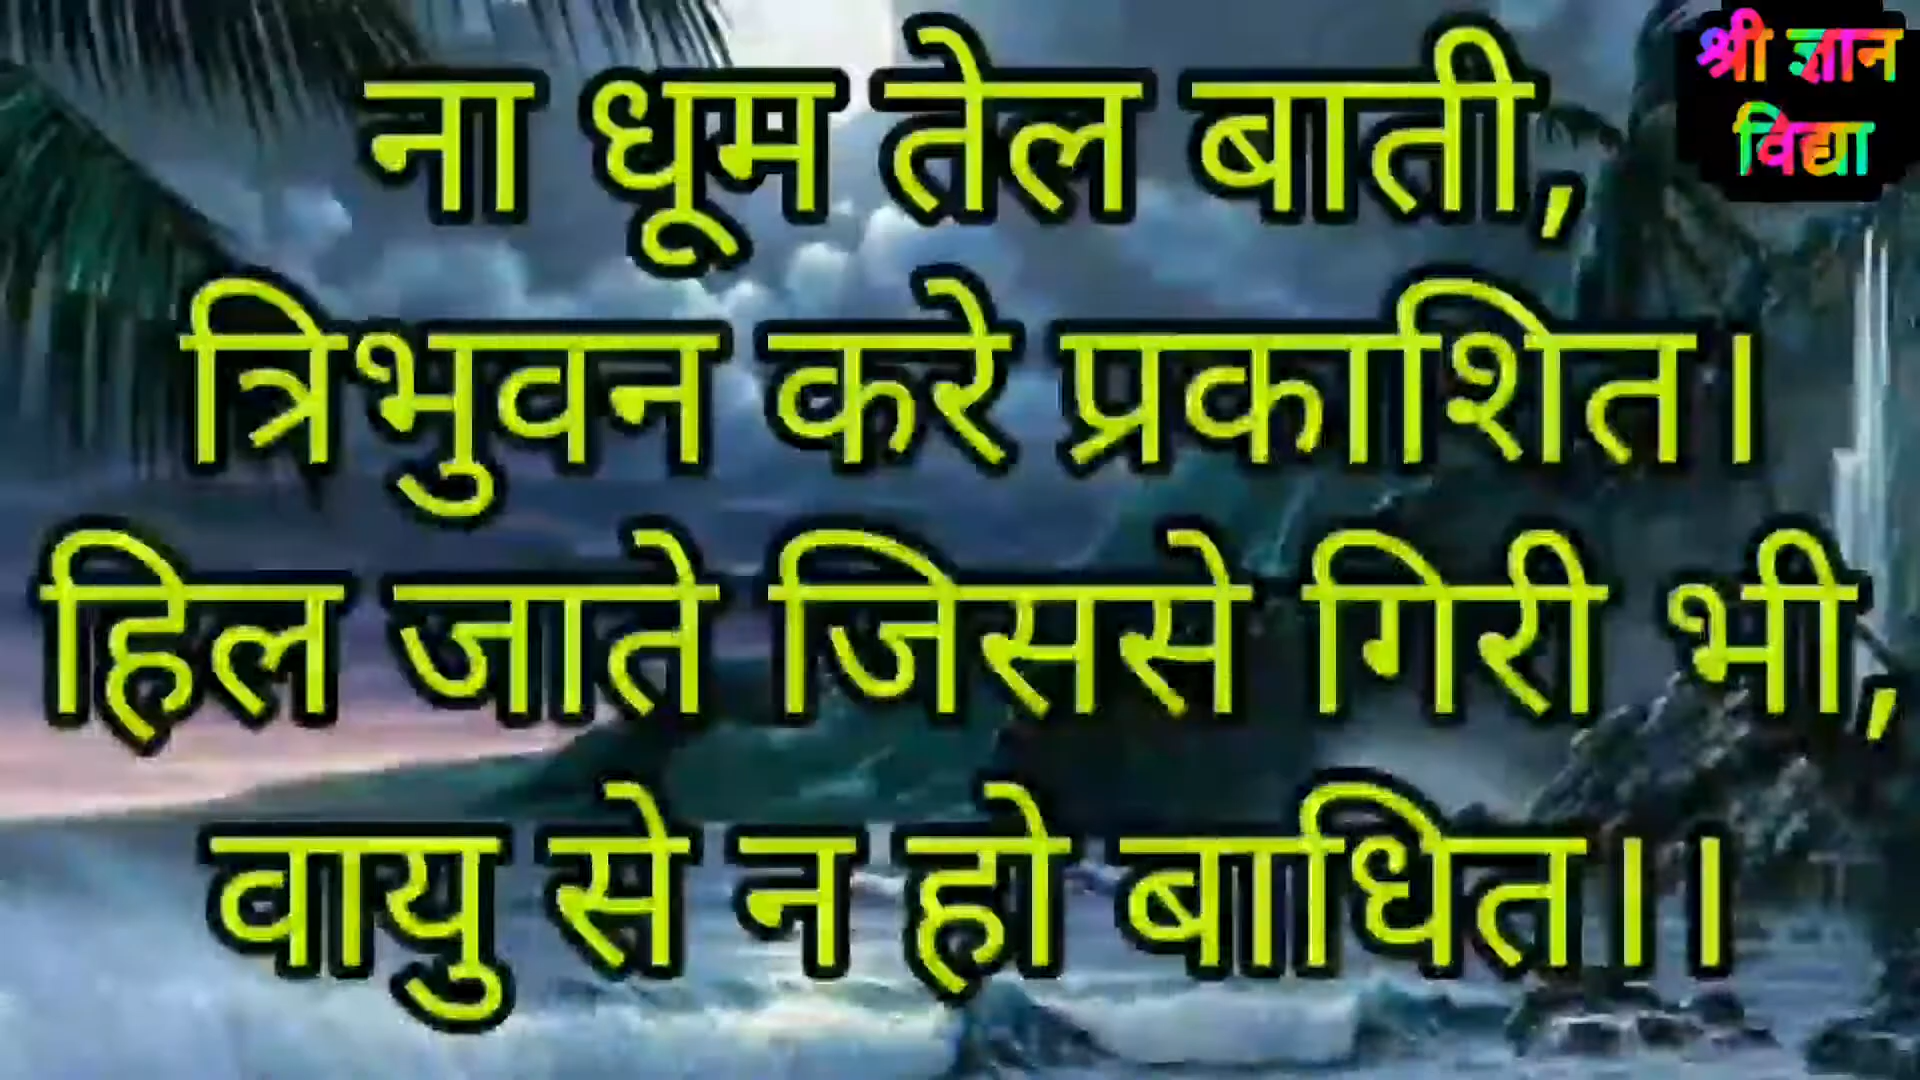 ना धूम तेल बाती,
त्रिभुवन करे प्रकाशित।
हिल जाते जिससे गिरी भी,
वायु से न हो बाधित।।
श्री ज्ञान
विद्या